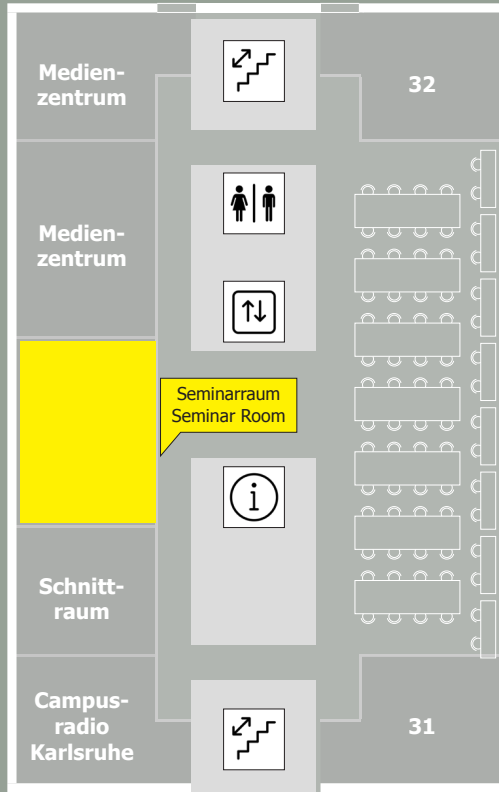 Medien-
zentrum
32
Medien-
zentrum
Seminarraum
Seminar Room
i
Schnitt-
raum
Campus-
radio
Karlsruhe
31